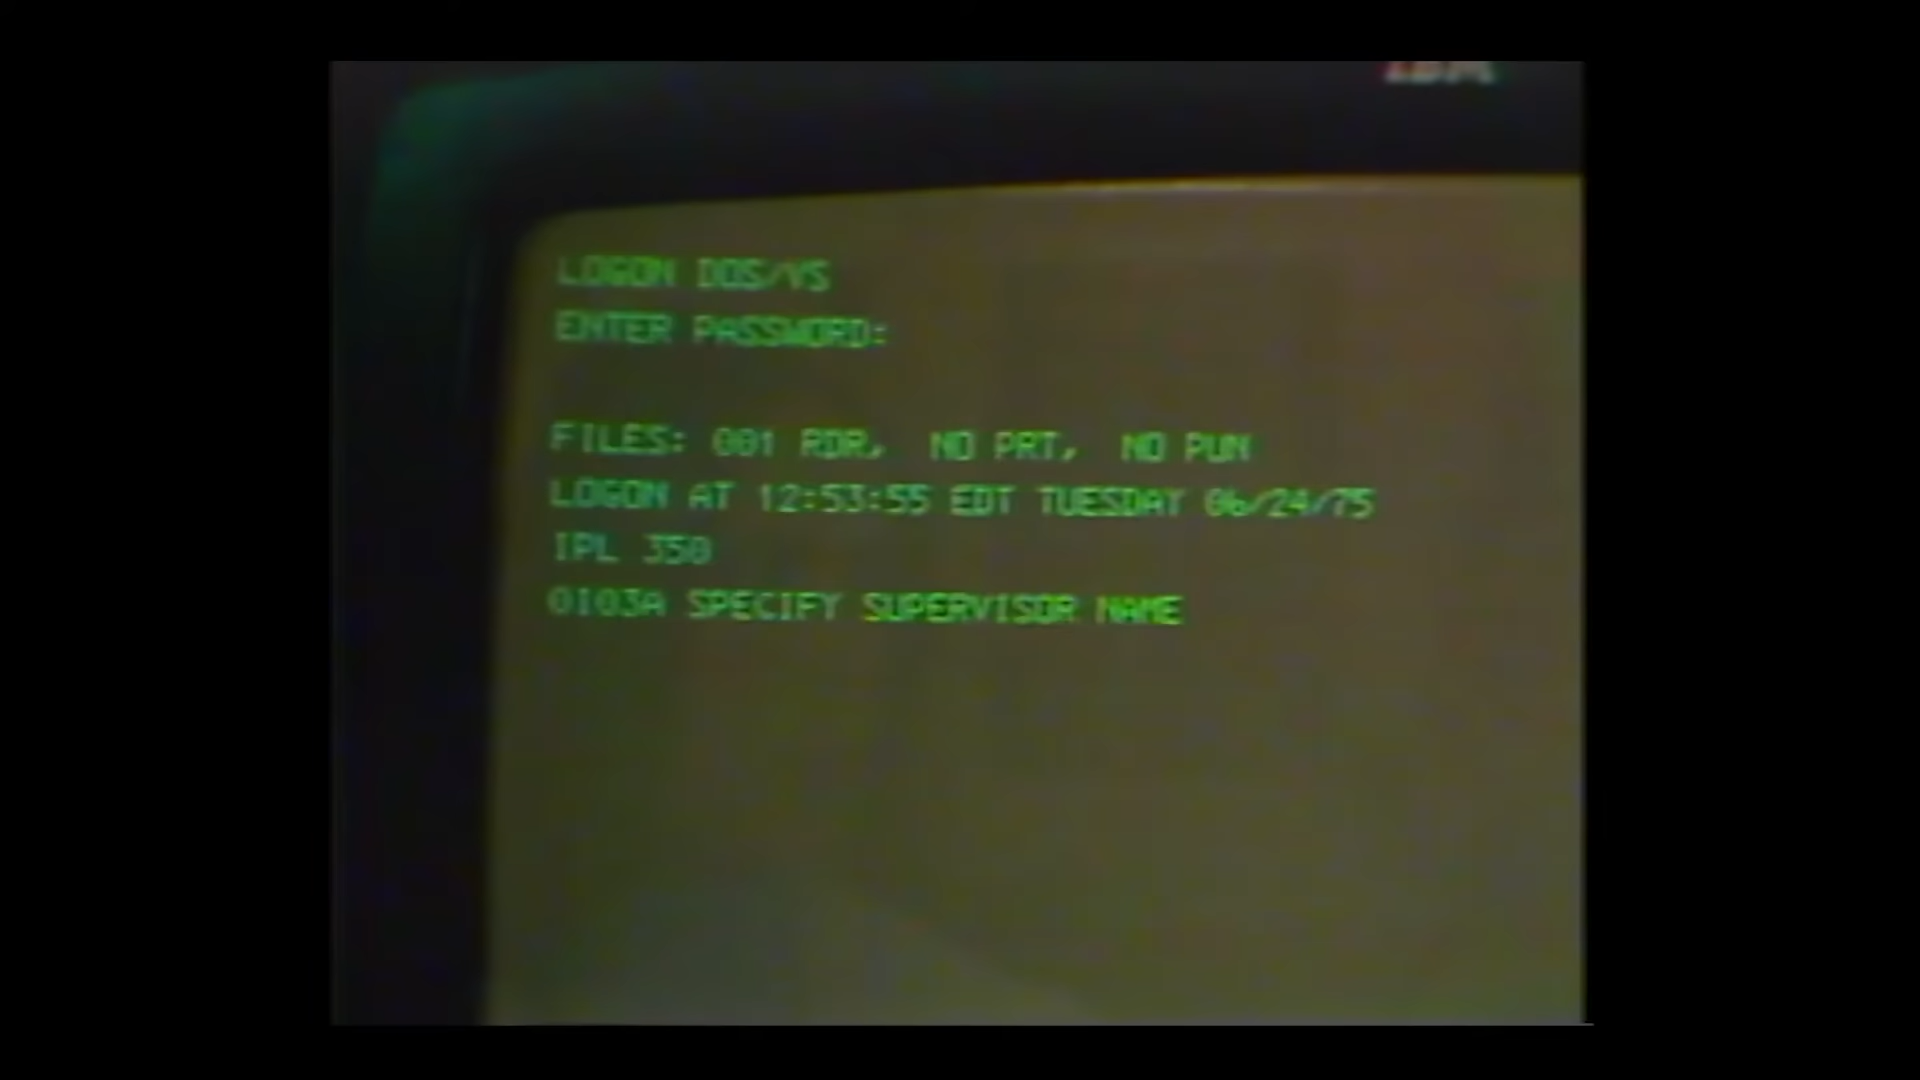 IBM
LOGON DOS/VS
ENTER PASSWORD:
FILES: 001 RDR,  NO PRT,  NO PUN
LOGON AT 12:53:55 EDT TUESDAY 06/24/75
IPL 350
0I03A SPECIFY SUPERVISOR NAME